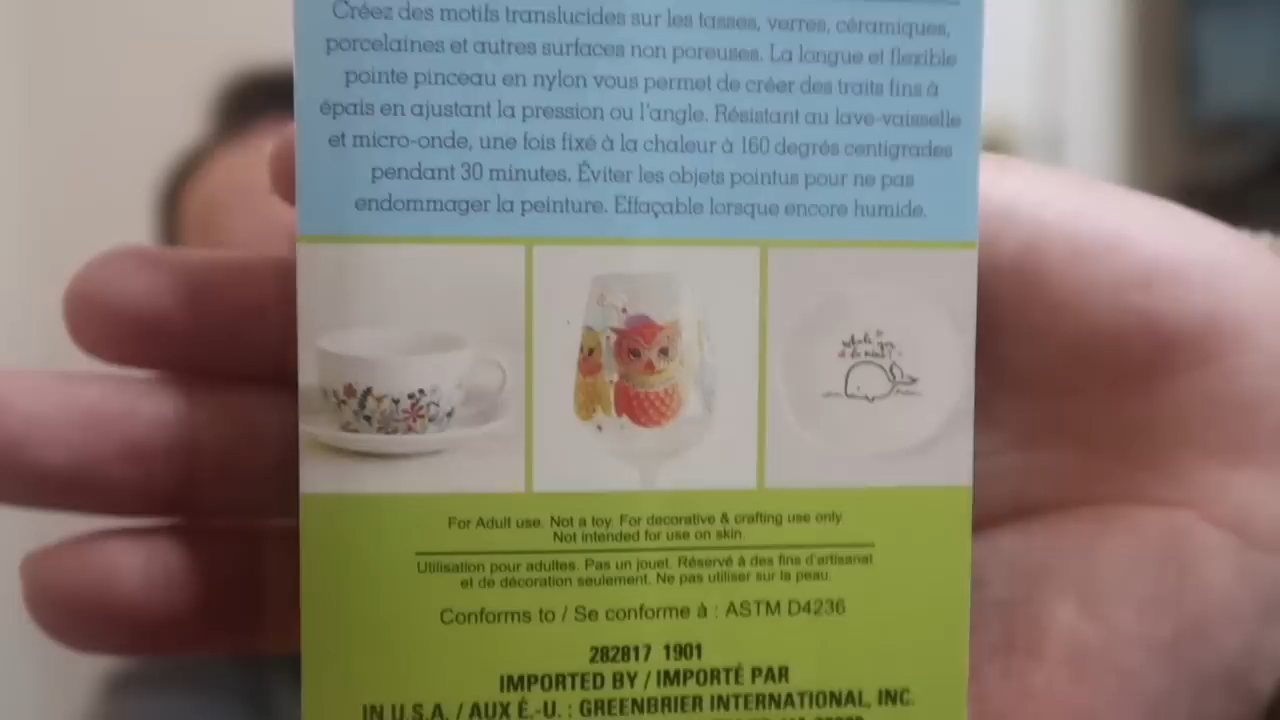 Créez des motifs translucides sur les tasses, verres, céramiques,
porcelaines et autres surfaces non poreuses. La longue et flexible
pointe pinceau en nylon vous permet de créer des traits fins à
épais en ajustant la pression ou l'angle. Résistant au lave-vaisselle
et micro-onde, une fois fixé à la chaleur à 160 degrés centigrades
pendant 30 minutes. Éviter les objets pointus pour ne pas
endommager la peinture. Effaçable lorsque encore humide.
For Adult use. Not a toy. For decorative & crafting use only
Not intended for use on skin.
Utilisation pour adultes. Pas un jouet. Réservé à des fins d'artisanat
et de décoration seulement. Ne pas utiliser sur la peau.
Conforms to / Se conforme à : ASTM D4236
282817 1901
IMPORTED BY / IMPORTÉ PAR
IN U.S.A. / AUX É.-U. : GREENBRIER INTERNATIONAL, INC.